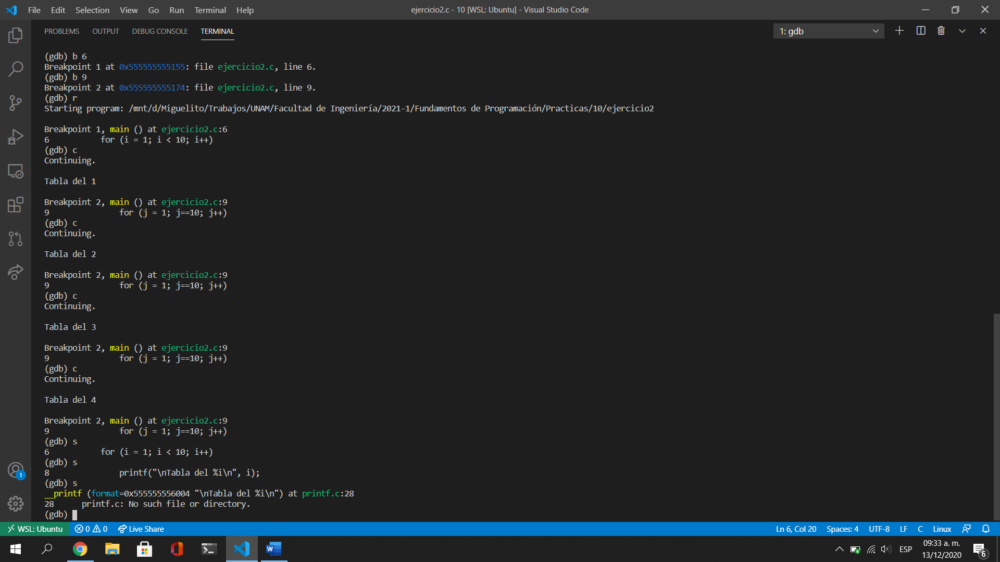 File Edit Selection View Go Run Terminal Help
ejercicio2.c - 10 [WSL: Ubuntu] - Visual Studio Code
PROBLEMS OUTPUT DEBUG CONSOLE TERMINAL
1: gdb
(gdb) b 6
Breakpoint 1 at 0x555555555155: file ejercicio2.c, line 6.
(gdb) b 9
Breakpoint 2 at 0x555555555174: file ejercicio2.c, line 9.
(gdb) r
Starting program: /mnt/d/Miguelito/Trabajos/UNAM/Facultad de Ingeniería/2021-1/Fundamentos de Programación/Practicas/10/ejercicio2
Breakpoint 1, main () at ejercicio2.c:6
6 for (i = 1; i < 10; i++)
(gdb) c
Continuing.
Tabla del 1
Breakpoint 2, main () at ejercicio2.c:9
9 for (j = 1; j==10; j++)
(gdb) c
Continuing.
Tabla del 2
Breakpoint 2, main () at ejercicio2.c:9
9 for (j = 1; j==10; j++)
(gdb) c
Continuing.
Tabla del 3
Breakpoint 2, main () at ejercicio2.c:9
9 for (j = 1; j==10; j++)
(gdb) c
Continuing.
Tabla del 4
Breakpoint 2, main () at ejercicio2.c:9
9 for (j = 1; j==10; j++)
(gdb) s
6 for (i = 1; i < 10; i++)
(gdb) s
8 printf("\nTabla del %i\n", i);
(gdb) s
__printf (format=0x555555556004 "\nTabla del %i\n") at printf.c:28
28 printf.c: No such file or directory.
(gdb)
1
WSL: Ubuntu 0 0 Live Share
Ln 6, Col 20 Spaces: 4 UTF-8 LF C Linux
ESP
09:33 a. m.
13/12/2020
6